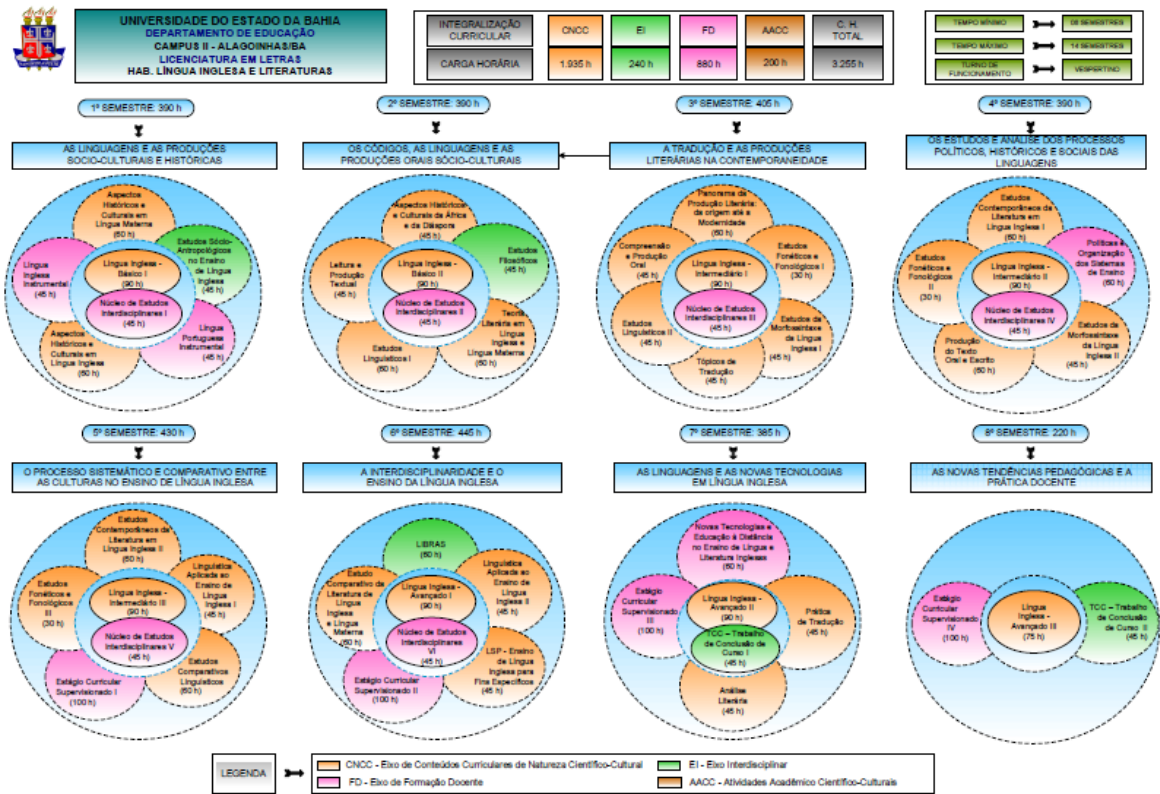 UNIVERSIDADE DO ESTADO DA BAHIA
DEPARTAMENTO DE EDUCAÇÃO
CAMPUS II - ALAGOINHAS/BA
LICENCIATURA EM LETRAS
HAB. LÍNGUA INGLESA E LITERATURAS
INTEGRALIZAÇÃO
CURRICULAR
CNCC
EI
FD
AACC
C. H.
TOTAL
CARGA HORÁRIA
1.935 h
240 h
880 h
200 h
3.255 h
TEMPO MÍNIMO
08 SEMESTRES
TEMPO MÁXIMO
14 SEMESTRES
TURNO DE
FUNCIONAMENTO
VESPERTINO
1º SEMESTRE: 390 h
AS LINGUAGENS E AS PRODUÇÕES
SOCIO-CULTURAIS E HISTÓRICAS
Aspectos
Históricos e
Culturais em
Língua Materna
(60 h)
Língua
Inglesa
Instrumental
(45 h)
Estudos Sócio-
Antropológicos
no Ensino
de Língua
Inglesa
(45 h)
Língua Inglesa -
Básico I
(90 h)
Núcleo de Estudos
Interdisciplinares I
(45 h)
Aspectos
Históricos e
Culturais em
Língua Inglesa
(60 h)
Língua
Portuguesa
Instrumental
(45 h)
2º SEMESTRE: 390 h
OS CÓDIGOS, AS LINGUAGENS E AS
PRODUÇÕES ORAIS SÓCIO-CULTURAIS
Aspectos Históricos
e Culturais da África
e da Diáspora
(45 h)
Leitura e
Produção
Textual
(45 h)
Estudos
Filosóficos
(45 h)
Língua Inglesa -
Básico II
(90 h)
Núcleo de Estudos
Interdisciplinares II
(45 h)
Estudos
Linguísticos I
(60 h)
Teoria
Literária em
Língua
Inglesa e
Língua Materna
(60 h)
3º SEMESTRE: 405 h
A TRADUÇÃO E AS PRODUÇÕES
LITERÁRIAS NA CONTEMPORANEIDADE
Panorama da
Produção Literária: da
origem até a
Modernidade
(60 h)
Compreensão
e Produção
Oral
(45 h)
Estudos
Fonéticos e
Fonológicos I
(30 h)
Língua Inglesa -
Intermediário I
(90 h)
Núcleo de Estudos
Interdisciplinares III
(45 h)
Estudos
Linguísticos II
(45 h)
Estudos da
Morfossintaxe
da Língua
Inglesa I
(45 h)
Tópicos de
Tradução
(45 h)
4º SEMESTRE: 390 h
OS ESTUDOS E ANÁLISE DOS PROCESSOS
POLÍTICOS, HISTÓRICOS E SOCIAIS DAS
LINGUAGENS
Estudos
Contemporâneos da
Literatura em
Língua Inglesa I
(60 h)
Estudos
Fonéticos e
Fonológicos
II
(30 h)
Políticas e
Organização
dos Sistemas
de Ensino
(60 h)
Língua Inglesa -
Intermediário II
(90 h)
Núcleo de Estudos
Interdisciplinares IV
(45 h)
Produção
do Texto
Oral e Escrito
(60 h)
Estudos da
Morfossintaxe
da Língua
Inglesa II
(45 h)
5º SEMESTRE: 430 h
O PROCESSO SISTEMÁTICO E COMPARATIVO ENTRE
AS CULTURAS NO ENSINO DE LÍNGUA INGLESA
Estudos
Contemporâneos da
Literatura em
Língua Inglesa II
(60 h)
Estudos
Fonéticos e
Fonológicos
III
(30 h)
Linguística
Aplicada ao
Ensino de
Língua
Inglesa I
(45 h)
Língua Inglesa -
Intermediário III
(90 h)
Núcleo de Estudos
Interdisciplinares V
(45 h)
Estágio Curricular
Supervisionado I
(100 h)
Estudos
Comparativos
Linguísticos
(60 h)
6º SEMESTRE: 445 h
A INTERDISCIPLINARIDADE E O
ENSINO DA LÍNGUA INGLESA
LIBRAS
(60 h)
Estudo
Comparativo da
Literatura de
Língua
Inglesa
e Língua
Materna
(60 h)
Linguística
Aplicada ao
Ensino de
Língua
Inglesa II
(45 h)
Língua Inglesa -
Avançado I
(90 h)
Núcleo de Estudos
Interdisciplinares
VI
(45 h)
Estágio Curricular
Supervisionado II
(100 h)
LSP - Ensino
de Língua
Inglesa para
Fins Específicos
(45 h)
7º SEMESTRE: 385 h
AS LINGUAGENS E AS NOVAS TECNOLOGIAS
EM LÍNGUA INGLESA
Novas Tecnologias e
Educação à Distância
no Ensino de Língua e
Literatura Inglesas
(60 h)
Estágio
Curricular
Supervisionado
III
(100 h)
Língua Inglesa -
Avançado II
(90 h)
TCC – Trabalho
de Conclusão de
Curso I
(45 h)
Prática
de Tradução
(45 h)
Análise
Literária
(45 h)
8º SEMESTRE: 220 h
AS NOVAS TENDÊNCIAS PEDAGÓGICAS E A
PRÁTICA DOCENTE
Estágio
Curricular
Supervisionado
IV
(100 h)
Língua
Inglesa -
Avançado III
(75 h)
TCC – Trabalho
de Conclusão
de Curso II
(45 h)
LEGENDA
CNCC - Eixo de Conteúdos Curriculares de Natureza Científico-Cultural
EI - Eixo Interdisciplinar
FD - Eixo de Formação Docente
AACC - Atividades Acadêmico Científico-Culturais